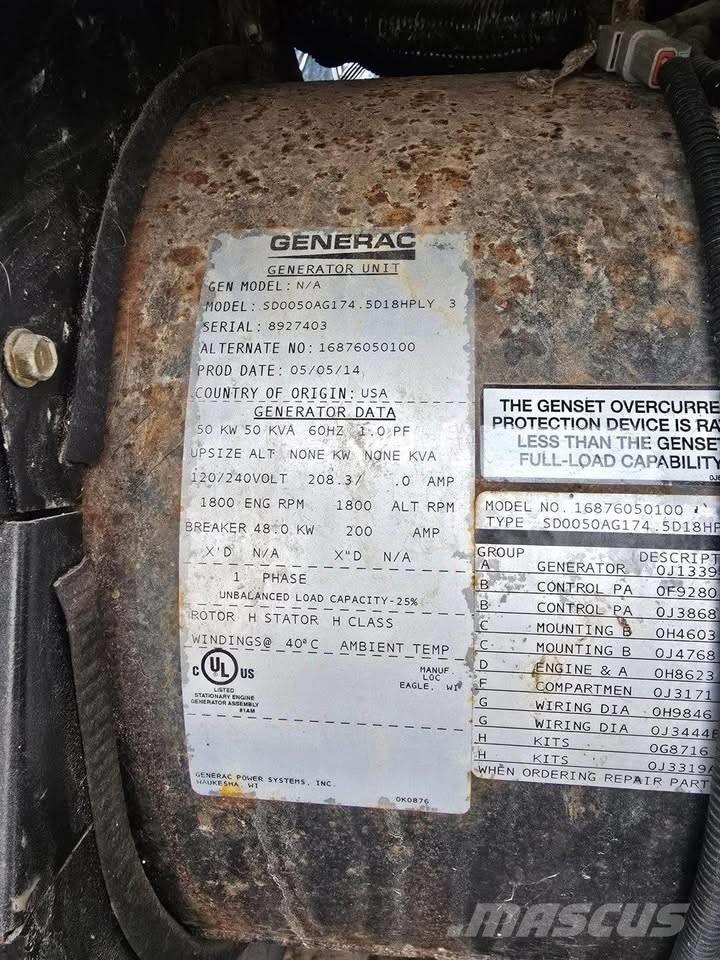 GENERAC
GENERATOR UNIT
GEN MODEL: N/A
MODEL: SD0050AG174.5D18HPLY 3
SERIAL: 8927403
ALTERNATE NO: 16876050100
PROD DATE: 05/05/14
COUNTRY OF ORIGIN: USA
GENERATOR DATA
50 KW 50 KVA 60HZ 1.0 PF
UPSIZE ALT NONE KW NONE KVA
120/240VOLT 208.3/ .0 AMP
1800 ENG RPM 1800 ALT RPM
BREAKER 48.0 KW 200 AMP
X'D N/A X"D N/A
1 PHASE
UNBALANCED LOAD CAPACITY-25%
ROTOR H STATOR H CLASS
WINDINGS@ 40°C AMBIENT TEMP
C UL US
LISTED
STATIONARY ENGINE
GENERATOR ASSEMBLY
81AM
MANUF
LOC
EAGLE, WI
GENERAC POWER SYSTEMS, INC.
WAUKESHA, WI
0K0876
THE GENSET OVERCURRE
PROTECTION DEVICE IS RA
LESS THAN THE GENSET
FULL-LOAD CAPABILITY
MODEL NO. 16876050100
TYPE SD0050AG174.5D18HP
GROUP DESCRIPT
A GENERATOR 0J1339
B CONTROL PA 0F9280
B CONTROL PA 0J3868
C MOUNTING B 0H4603
C MOUNTING B 0J4768
D ENGINE & A 0H8623
F COMPARTMEN 0J3171
G WIRING DIA 0H9846
G WIRING DIA 0J3444
H KITS 0G8716
H KITS 0J3319A
WHEN ORDERING REPAIR PART
MASCUS